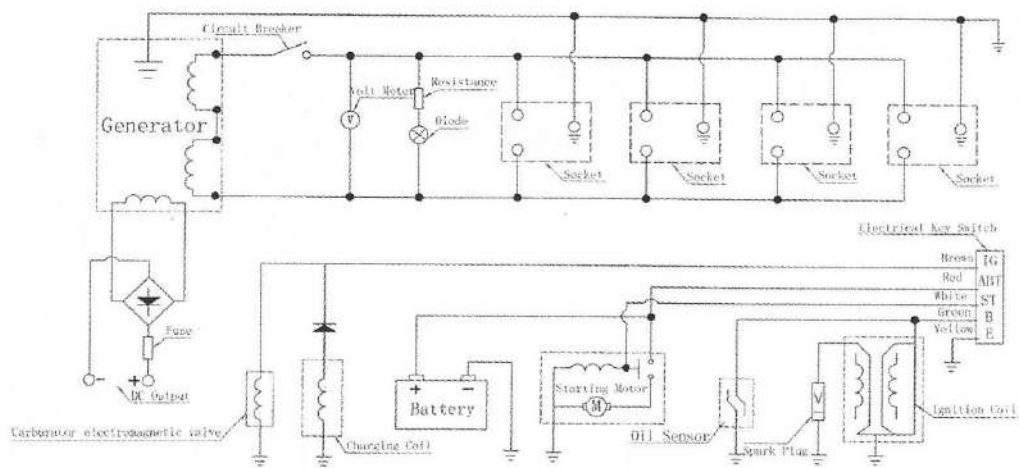 Circuit Breaker
Generator
Volt Meter
V
Resistance
Diode
Socket
Socket
Socket
Socket
Electrical Key Switch
Brown IG
Red ABT
White ST
Green B
Yellow E
Fuse
- +
DC Output
Carburator electromagnetic valve
Charging Coil
+ -
Battery
Starting Motor
M
Oil Sensor
Spark Plug
Ignition Coil